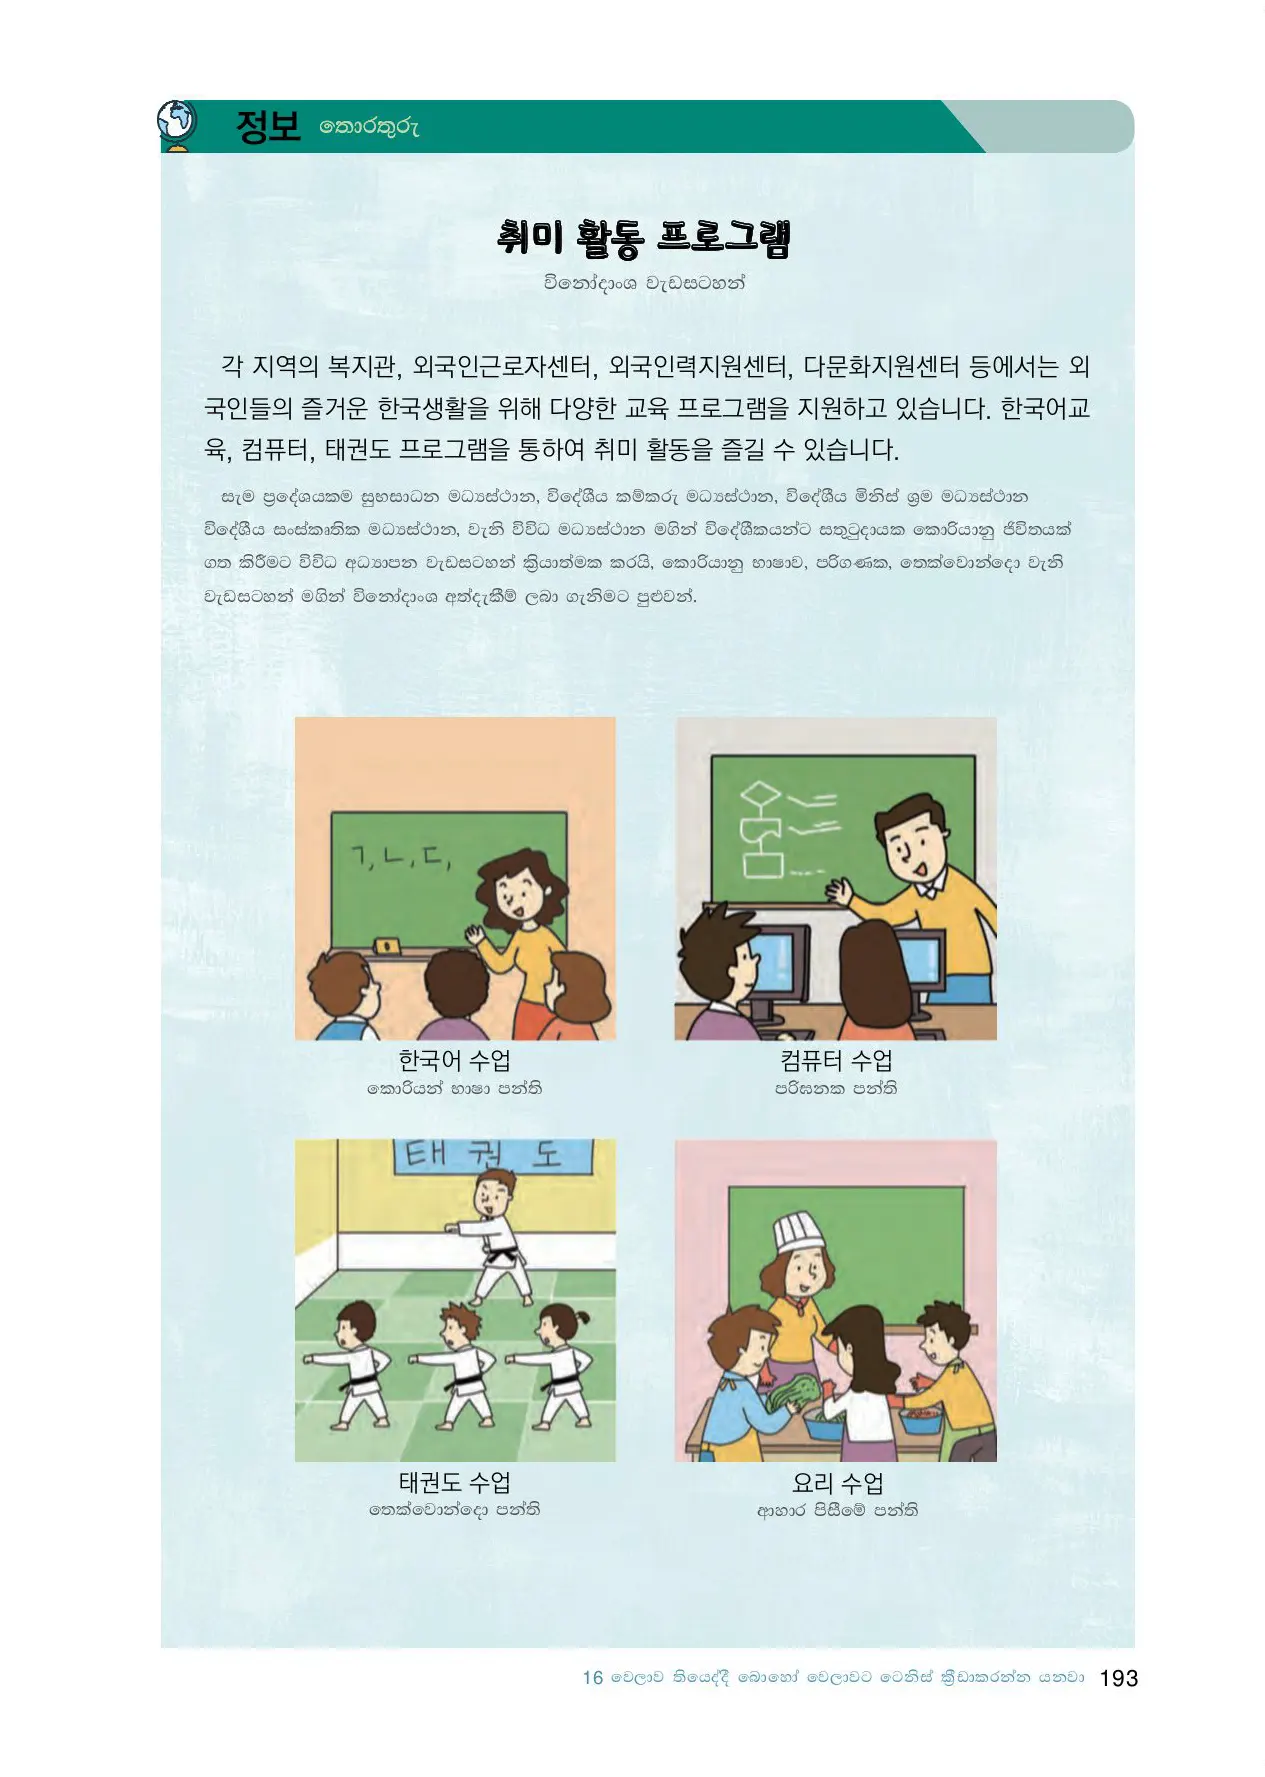 정보 තොරතුරු
취미 활동 프로그램
විනෝදාංශ වැඩසටහන්
각 지역의 복지관, 외국인근로자센터, 외국인력지원센터, 다문화지원센터 등에서는 외
국인들의 즐거운 한국생활을 위해 다양한 교육 프로그램을 지원하고 있습니다. 한국어교
육, 컴퓨터, 태권도 프로그램을 통하여 취미 활동을 즐길 수 있습니다.
සැම ප්‍රදේශයකම සුභසාධන මධ්‍යස්ථාන, විදේශීය කම්කරු මධ්‍යස්ථාන, විදේශීය මිනිස් ශ්‍රම මධ්‍යස්ථාන
විදේශීය සංස්කෘතික මධ්‍යස්ථාන, වැනි විවිධ මධ්‍යස්ථාන මගින් විදේශිකයන්ට සතුටුදායක කොරියානු ජීවිතයක්
ගත කිරීමට විවිධ අධ්‍යාපන වැඩසටහන් ක්‍රියාත්මක කරයි, කොරියානු භාෂාව, පරිගණක, තෙක්වොන්දො වැනි
වැඩසටහන් මගින් විනෝදාංශ අත්දැකීම් ලබා ගැනිමට පුළුවන්.
ㄱ, ㄴ, ㄷ,
한국어 수업
කොරියන් භාෂා පන්ති
컴퓨터 수업
පරිඝනක පන්ති
태권도
태권도 수업
තෙක්වොන්දො පන්ති
요리 수업
ආහාර පිසීමේ පන්ති
16 වෙලාව තියෙද්දී බොහෝ වෙලාවට ටෙනිස් ක්‍රීඩාකරන්න යනවා 193